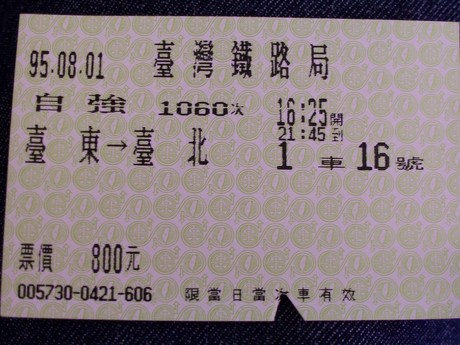 95.08.01 臺灣鐵路局
自強 1060次 16:25開
21:45到
臺東→臺北 1車16號
票價 800元
005730-0421-606 限當日當次車有效